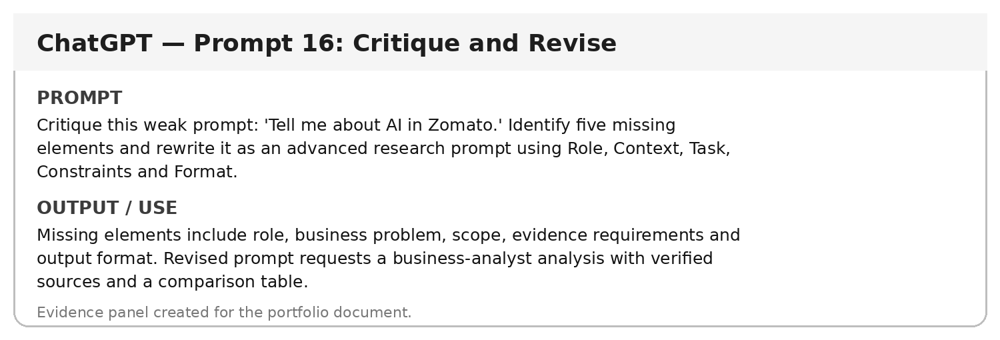 ChatGPT — Prompt 16: Critique and Revise
PROMPT
Critique this weak prompt: 'Tell me about AI in Zomato.' Identify five missing
elements and rewrite it as an advanced research prompt using Role, Context, Task,
Constraints and Format.
OUTPUT / USE
Missing elements include role, business problem, scope, evidence requirements and
output format. Revised prompt requests a business-analyst analysis with verified
sources and a comparison table.
Evidence panel created for the portfolio document.